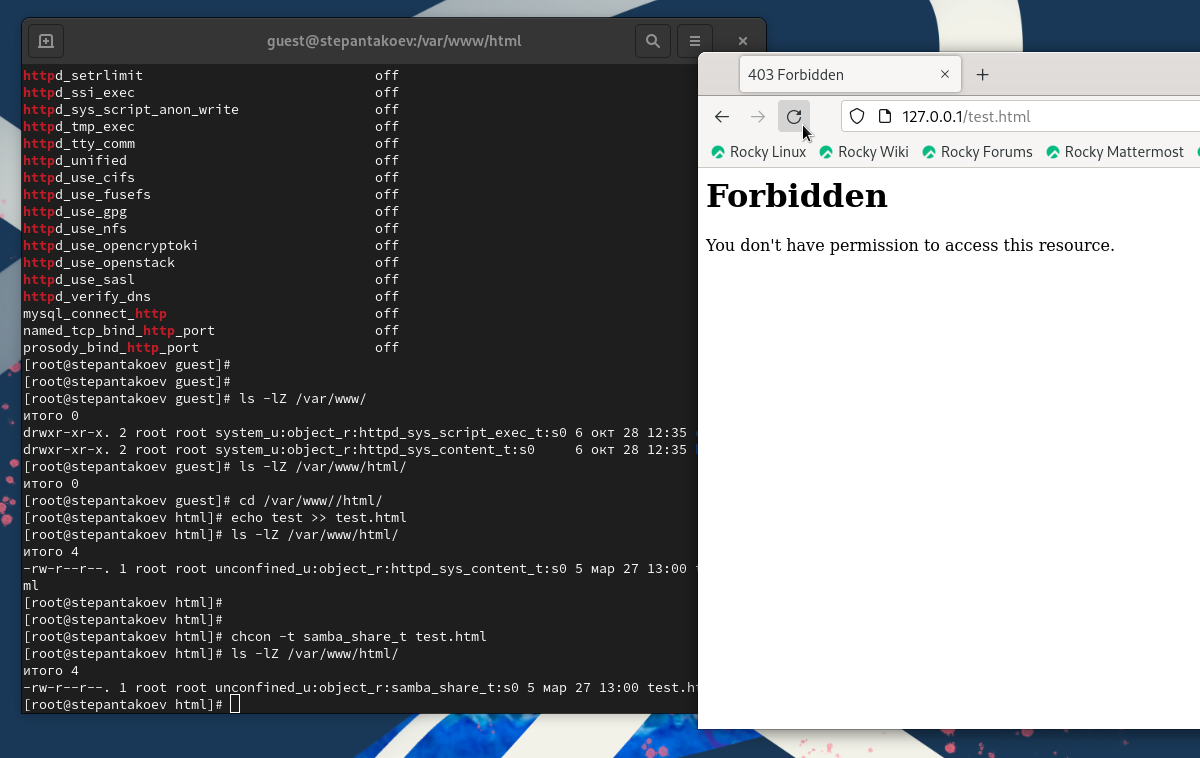 guest@stepantakoev:/var/www/html
httpd_setrlimit off
httpd_ssi_exec off
httpd_sys_script_anon_write off
httpd_tmp_exec off
httpd_tty_comm off
httpd_unified off
httpd_use_cifs off
httpd_use_fusefs off
httpd_use_gpg off
httpd_use_nfs off
httpd_use_opencryptoki off
httpd_use_openstack off
httpd_use_sasl off
httpd_verify_dns off
mysql_connect_http off
named_tcp_bind_http_port off
prosody_bind_http_port off
[root@stepantakoev guest]#
[root@stepantakoev guest]#
[root@stepantakoev guest]# ls -lZ /var/www/
итого 0
drwxr-xr-x. 2 root root system_u:object_r:httpd_sys_script_exec_t:s0 6 окт 28 12:35
drwxr-xr-x. 2 root root system_u:object_r:httpd_sys_content_t:s0 6 окт 28 12:35
[root@stepantakoev guest]# ls -lZ /var/www/html/
итого 0
[root@stepantakoev guest]# cd /var/www//html/
[root@stepantakoev html]# echo test >> test.html
[root@stepantakoev html]# ls -lZ /var/www/html/
итого 4
-rw-r--r--. 1 root root unconfined_u:object_r:httpd_sys_content_t:s0 5 мар 27 13:00
ml
[root@stepantakoev html]#
[root@stepantakoev html]#
[root@stepantakoev html]# chcon -t samba_share_t test.html
[root@stepantakoev html]# ls -lZ /var/www/html/
итого 4
-rw-r--r--. 1 root root unconfined_u:object_r:samba_share_t:s0 5 мар 27 13:00 test.ht
[root@stepantakoev html]#
403 Forbidden
127.0.0.1/test.html
Rocky Linux Rocky Wiki Rocky Forums Rocky Mattermost
Forbidden
You don't have permission to access this resource.